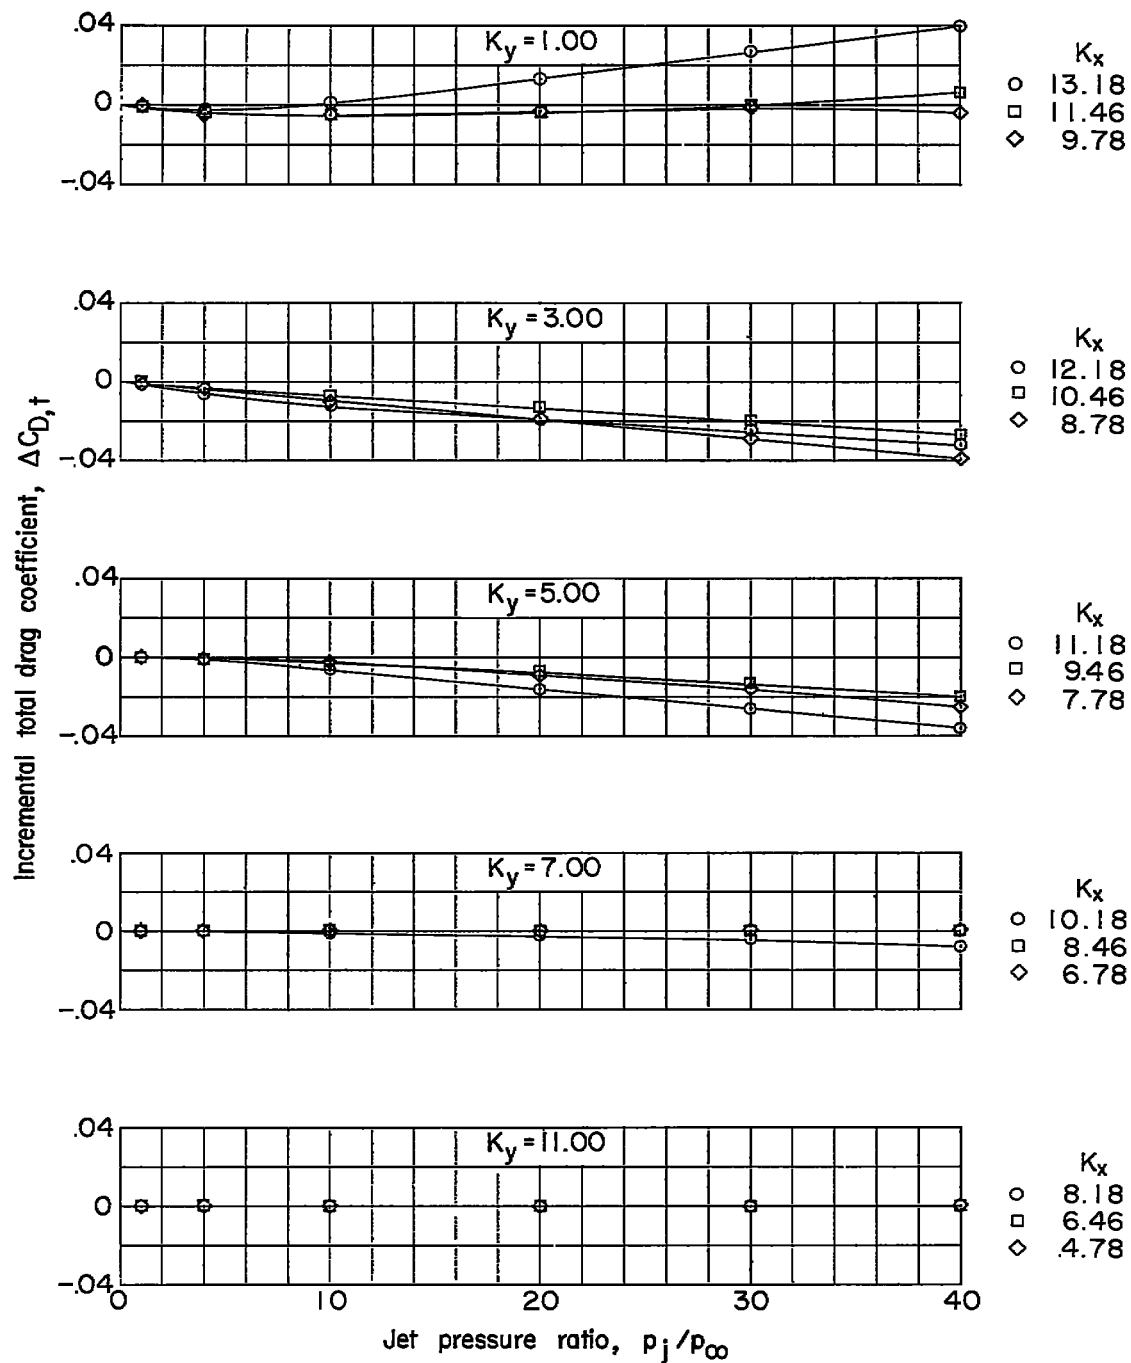 .04
0
-.04
Ky = 1.00
Kx
13.18
11.46
9.78
.04
0
-.04
Ky = 3.00
Kx
12.18
10.46
8.78
.04
0
-.04
Ky = 5.00
Kx
11.18
9.46
7.78
.04
0
-.04
Ky = 7.00
Kx
10.18
8.46
6.78
.04
0
-.04
Ky = 11.00
Kx
8.18
6.46
.4.78
0 10 20 30 40
Jet pressure ratio, pj/p∞
Incremental total drag coefficient, ΔCD,t